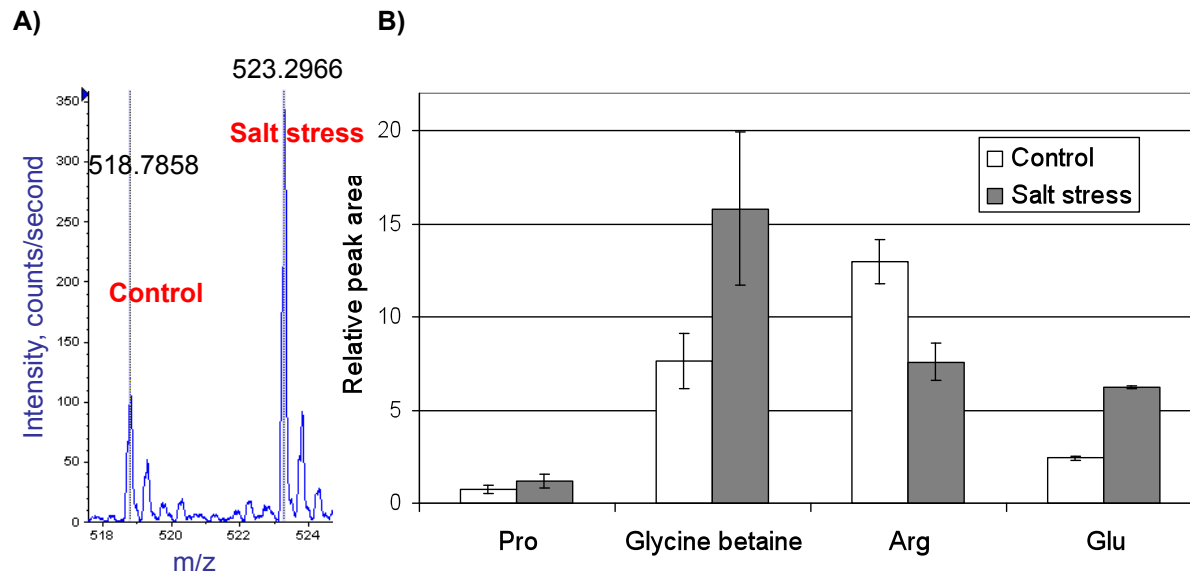 A)
523.2966
Salt stress
518.7858
Control
Intensity, counts/second
350
300
250
200
150
100
50
0
518
520
522
524
m/z
B)
Relative peak area
20
15
10
5
0
Control
Salt stress
Pro
Glycine betaine
Arg
Glu